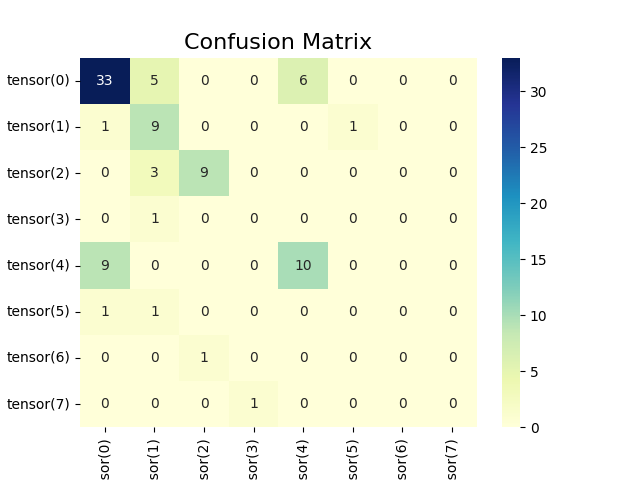 Confusion Matrix
tensor(0) 33 5 0 0 6 0 0 0
tensor(1) 1 9 0 0 0 1 0 0
tensor(2) 0 3 9 0 0 0 0 0
tensor(3) 0 1 0 0 0 0 0 0
tensor(4) 9 0 0 0 10 0 0 0
tensor(5) 1 1 0 0 0 0 0 0
tensor(6) 0 0 1 0 0 0 0 0
tensor(7) 0 0 0 1 0 0 0 0
sor(0) sor(1) sor(2) sor(3) sor(4) sor(5) sor(6) sor(7)
30
25
20
15
10
5
0